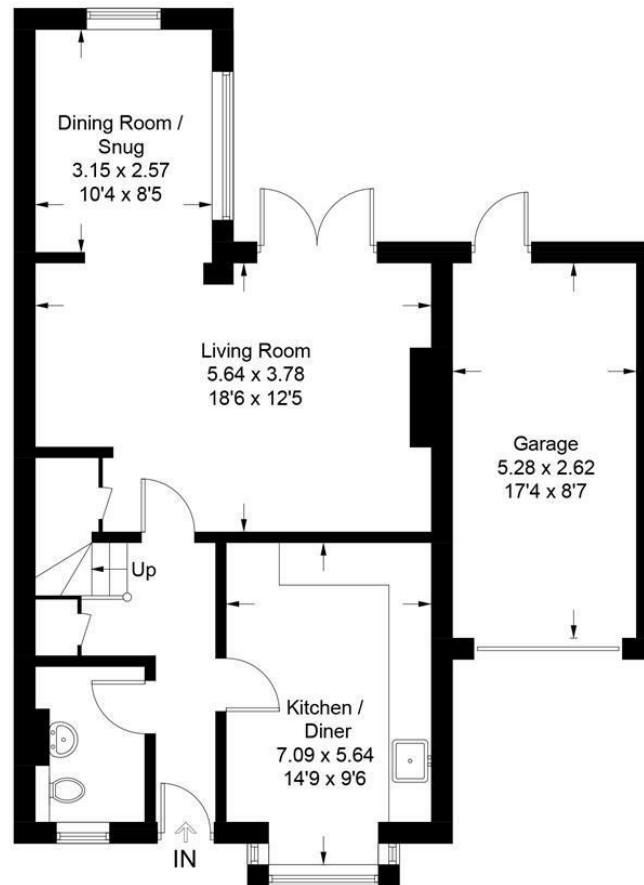 Dining Room /
Snug
3.15 x 2.57
10'4 x 8'5
Living Room
5.64 x 3.78
18'6 x 12'5
Garage
5.28 x 2.62
17'4 x 8'7
Up
Kitchen /
Diner
7.09 x 5.64
14'9 x 9'6
IN